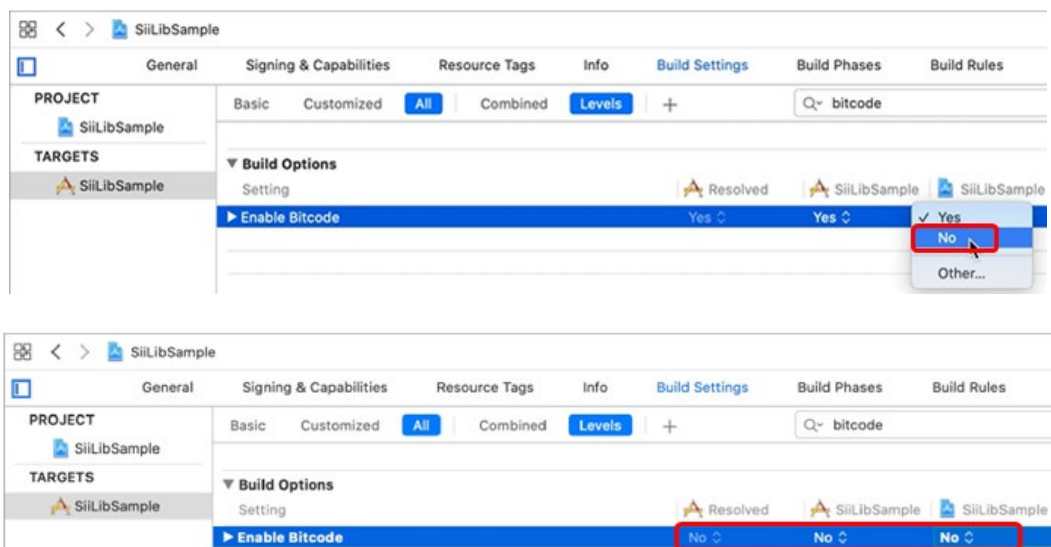 SiiLibSample
General Signing & Capabilities Resource Tags Info Build Settings Build Phases Build Rules
PROJECT
Basic Customized All Combined Levels + bitcode
SiiLibSample
TARGETS
▼ Build Options
SiiLibSample
Setting Resolved SiiLibSample SiiLibSample
▶ Enable Bitcode Yes Yes ✓ Yes
No
Other...
SiiLibSample
General Signing & Capabilities Resource Tags Info Build Settings Build Phases Build Rules
PROJECT
Basic Customized All Combined Levels + bitcode
SiiLibSample
TARGETS
▼ Build Options
SiiLibSample
Setting Resolved SiiLibSample SiiLibSample
▶ Enable Bitcode No No No